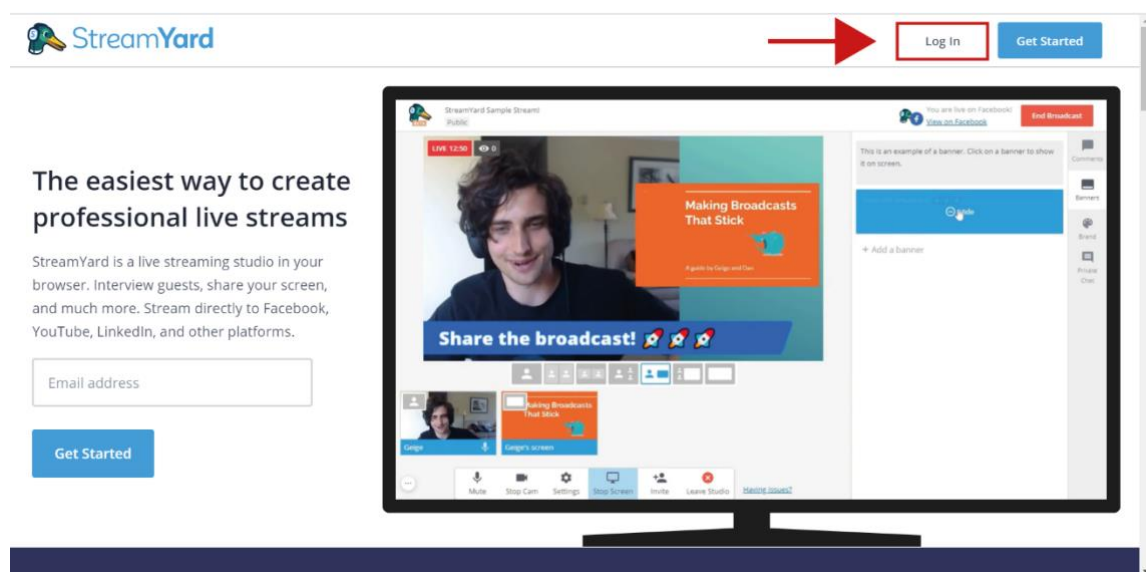 StreamYard
Log In
Get Started
The easiest way to create
professional live streams
StreamYard is a live streaming studio in your
browser. Interview guests, share your screen,
and much more. Stream directly to Facebook,
YouTube, LinkedIn, and other platforms.
Email address
Get Started
StreamYard Sample Stream!
Public
You are live on Facebook!
View on Facebook
End Broadcast
LIVE 12:50
0
Making Broadcasts
That Stick
A guide by Geige and Dan
Share the broadcast! 🚀 🚀 🚀
This is an example of a banner. Click on a banner to show
it on screen.
Hide
+ Add a banner
Comments
Banners
Brand
Private
Chat
Making Broadcasts
That Stick
Geige
Geige's screen
Mute
Stop Cam
Settings
Stop Screen
Invite
Leave Studio
Having issues?